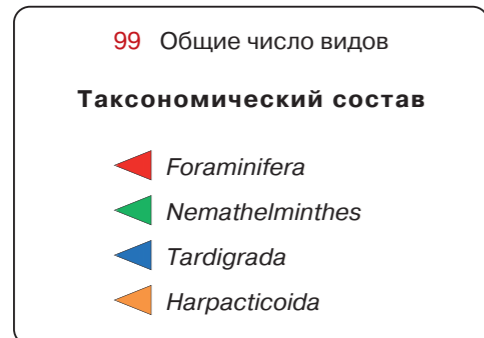 99 Общие число видов
Таксономический состав
Foraminifera
Nemathelminthes
Tardigrada
Harpacticoida